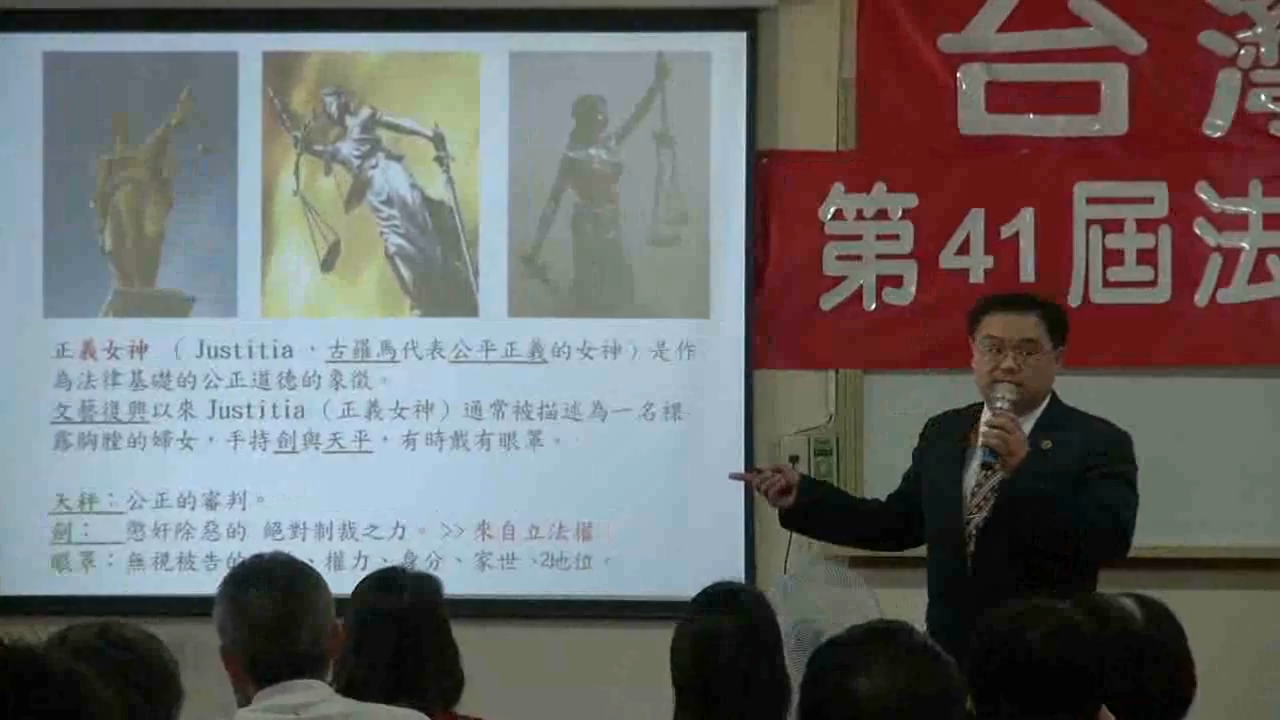 台灣
第41屆法
正義女神 ( Justitia，古羅馬代表公平正義的女神) 是作
為法律基礎的公正道德的象徵。
文藝復興以來 Justitia (正義女神) 通常被描述為一名裸
露胸膛的婦女，手持劍與天平，有時戴有眼罩。
天秤：公正的審判。
劍： 懲奸除惡的 絕對制裁之力。 >> 來自立法權
眼罩：無視被告的、權力、身分、家世、2地位。